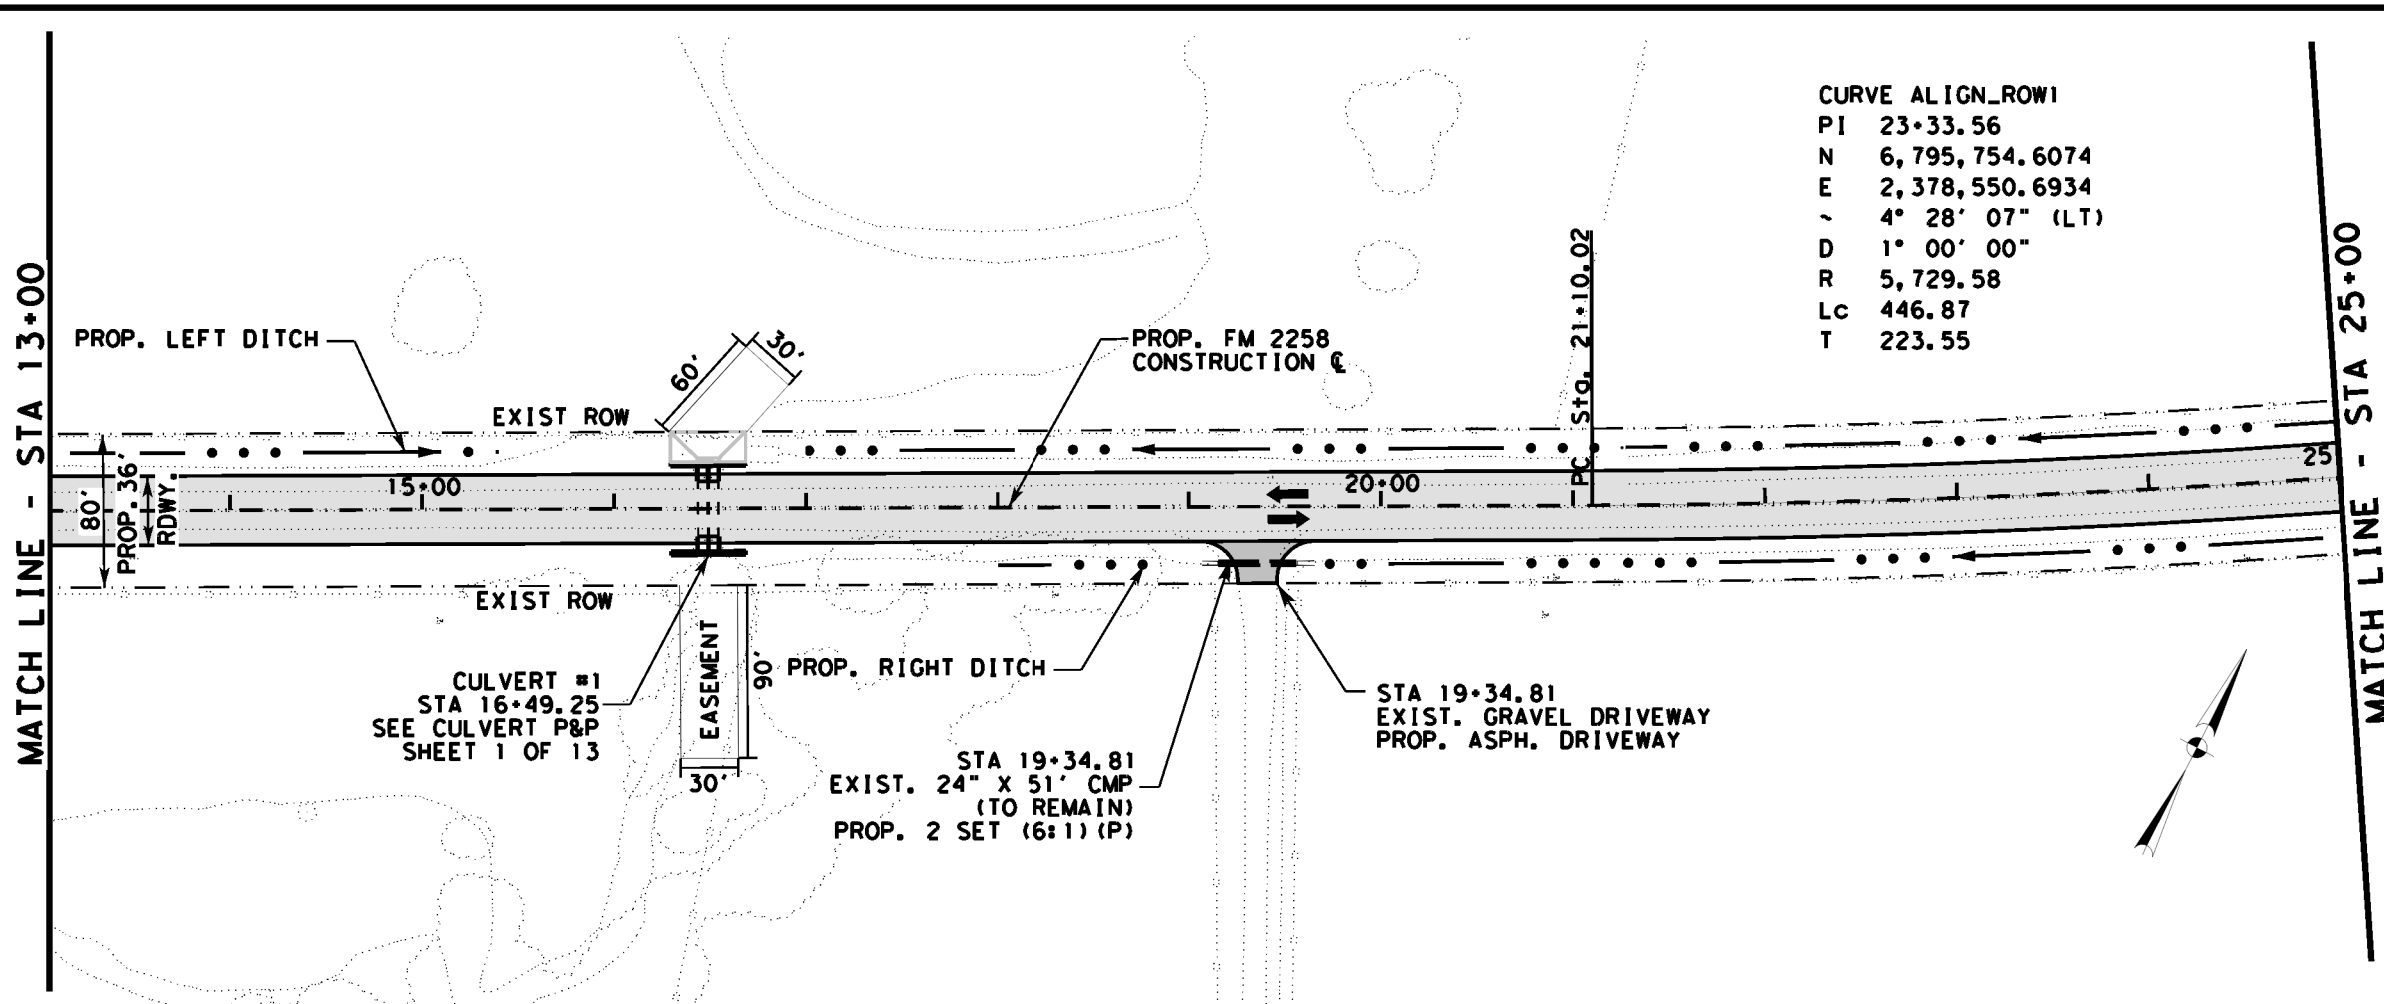 CURVE ALIGN_ROW1
PI 23+33.56
N 6,795,754.6074
E 2,378,550.6934
~ 4° 28' 07" (LT)
D 1° 00' 00"
R 5,729.58
Lc 446.87
T 223.55
MATCH LINE - STA 13+00
PROP. LEFT DITCH
60'
30'
EXIST ROW
PROP. FM 2258
CONSTRUCTION ℄
PC Sta. 21+10.02
MATCH LINE - STA 25+00
80'
PROP. 36'
RDWY.
15+00
20+00
25
EXIST ROW
EASEMENT
90'
30'
CULVERT #1
STA 16+49.25
SEE CULVERT P&P
SHEET 1 OF 13
PROP. RIGHT DITCH
STA 19+34.81
EXIST. 24" X 51' CMP
(TO REMAIN)
PROP. 2 SET (6:1)(P)
STA 19+34.81
EXIST. GRAVEL DRIVEWAY
PROP. ASPH. DRIVEWAY